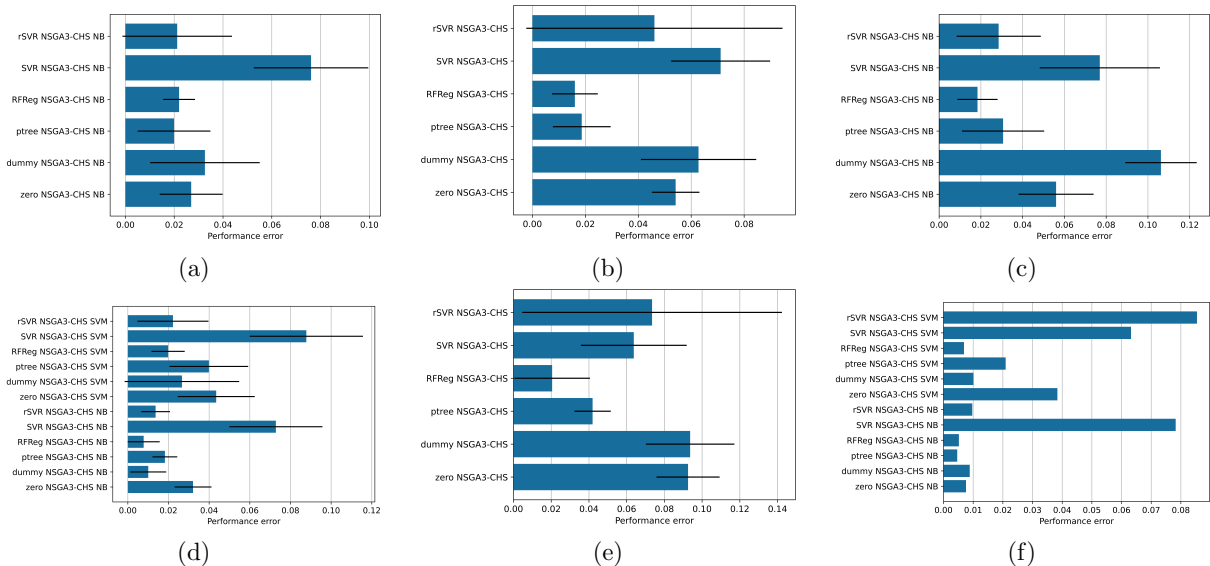 rSVR NSGA3-CHS NB
SVR NSGA3-CHS NB
RFReg NSGA3-CHS NB
ptree NSGA3-CHS NB
dummy NSGA3-CHS NB
zero NSGA3-CHS NB
0.00 0.02 0.04 0.06 0.08 0.10
Performance error
(a)
rSVR NSGA3-CHS
SVR NSGA3-CHS
RFReg NSGA3-CHS
ptree NSGA3-CHS
dummy NSGA3-CHS
zero NSGA3-CHS
0.00 0.02 0.04 0.06 0.08
Performance error
(b)
rSVR NSGA3-CHS NB
SVR NSGA3-CHS NB
RFReg NSGA3-CHS NB
ptree NSGA3-CHS NB
dummy NSGA3-CHS NB
zero NSGA3-CHS NB
0.00 0.02 0.04 0.06 0.08 0.10 0.12
Performance error
(c)
rSVR NSGA3-CHS SVM
SVR NSGA3-CHS SVM
RFReg NSGA3-CHS SVM
ptree NSGA3-CHS SVM
dummy NSGA3-CHS SVM
zero NSGA3-CHS SVM
rSVR NSGA3-CHS NB
SVR NSGA3-CHS NB
RFReg NSGA3-CHS NB
ptree NSGA3-CHS NB
dummy NSGA3-CHS NB
zero NSGA3-CHS NB
0.00 0.02 0.04 0.06 0.08 0.10 0.12
Performance error
(d)
rSVR NSGA3-CHS
SVR NSGA3-CHS
RFReg NSGA3-CHS
ptree NSGA3-CHS
dummy NSGA3-CHS
zero NSGA3-CHS
0.00 0.02 0.04 0.06 0.08 0.10 0.12 0.14
Performance error
(e)
rSVR NSGA3-CHS SVM
SVR NSGA3-CHS SVM
RFReg NSGA3-CHS SVM
ptree NSGA3-CHS SVM
dummy NSGA3-CHS SVM
zero NSGA3-CHS SVM
rSVR NSGA3-CHS NB
SVR NSGA3-CHS NB
RFReg NSGA3-CHS NB
ptree NSGA3-CHS NB
dummy NSGA3-CHS NB
zero NSGA3-CHS NB
0.00 0.01 0.02 0.03 0.04 0.05 0.06 0.07 0.08
Performance error
(f)